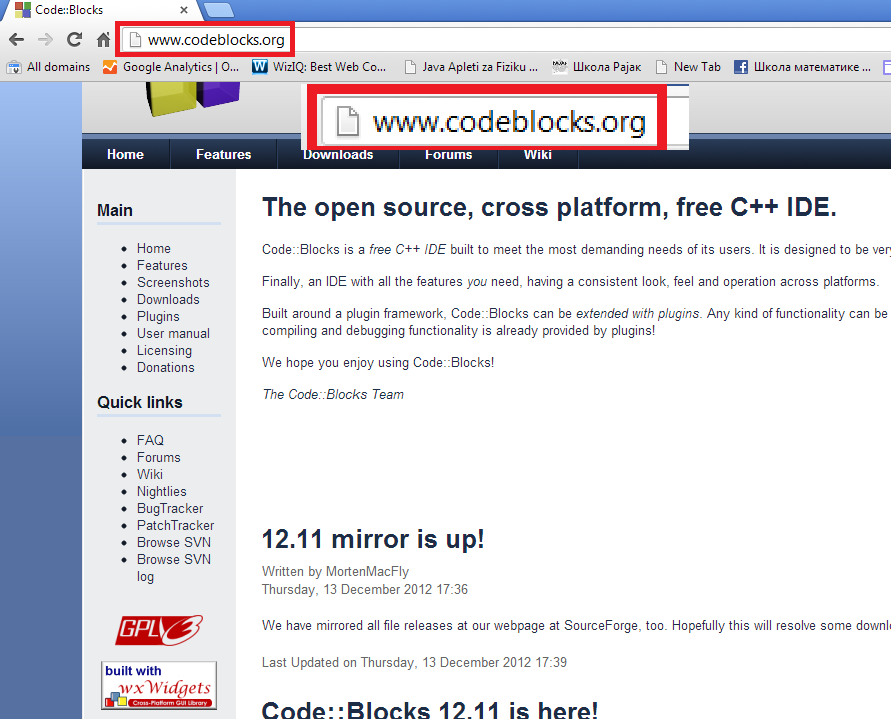 Code::Blocks
www.codeblocks.org
All domains
Google Analytics | O...
WizIQ: Best Web Co...
Java Apleti za Fiziku ...
Школа Рајак
New Tab
Школа математике ...
www.codeblocks.org
Home
Features
Downloads
Forums
Wiki
Main
Home
Features
Screenshots
Downloads
Plugins
User manual
Licensing
Donations
Quick links
FAQ
Forums
Wiki
Nightlies
BugTracker
PatchTracker
Browse SVN
Browse SVN
log
GPLv3
built with
wxWidgets
Cross-Platform GUI Library
The open source, cross platform, free C++ IDE.
Code::Blocks is a free C++ IDE built to meet the most demanding needs of its users. It is designed to be ver
Finally, an IDE with all the features you need, having a consistent look, feel and operation across platforms.
Built around a plugin framework, Code::Blocks can be extended with plugins. Any kind of functionality can be
compiling and debugging functionality is already provided by plugins!
We hope you enjoy using Code::Blocks!
The Code::Blocks Team
12.11 mirror is up!
Written by MortenMacFly
Thursday, 13 December 2012 17:36
We have mirrored all file releases at our webpage at SourceForge, too. Hopefully this will resolve some downl
Last Updated on Thursday, 13 December 2012 17:39
Code::Blocks 12.11 is here!